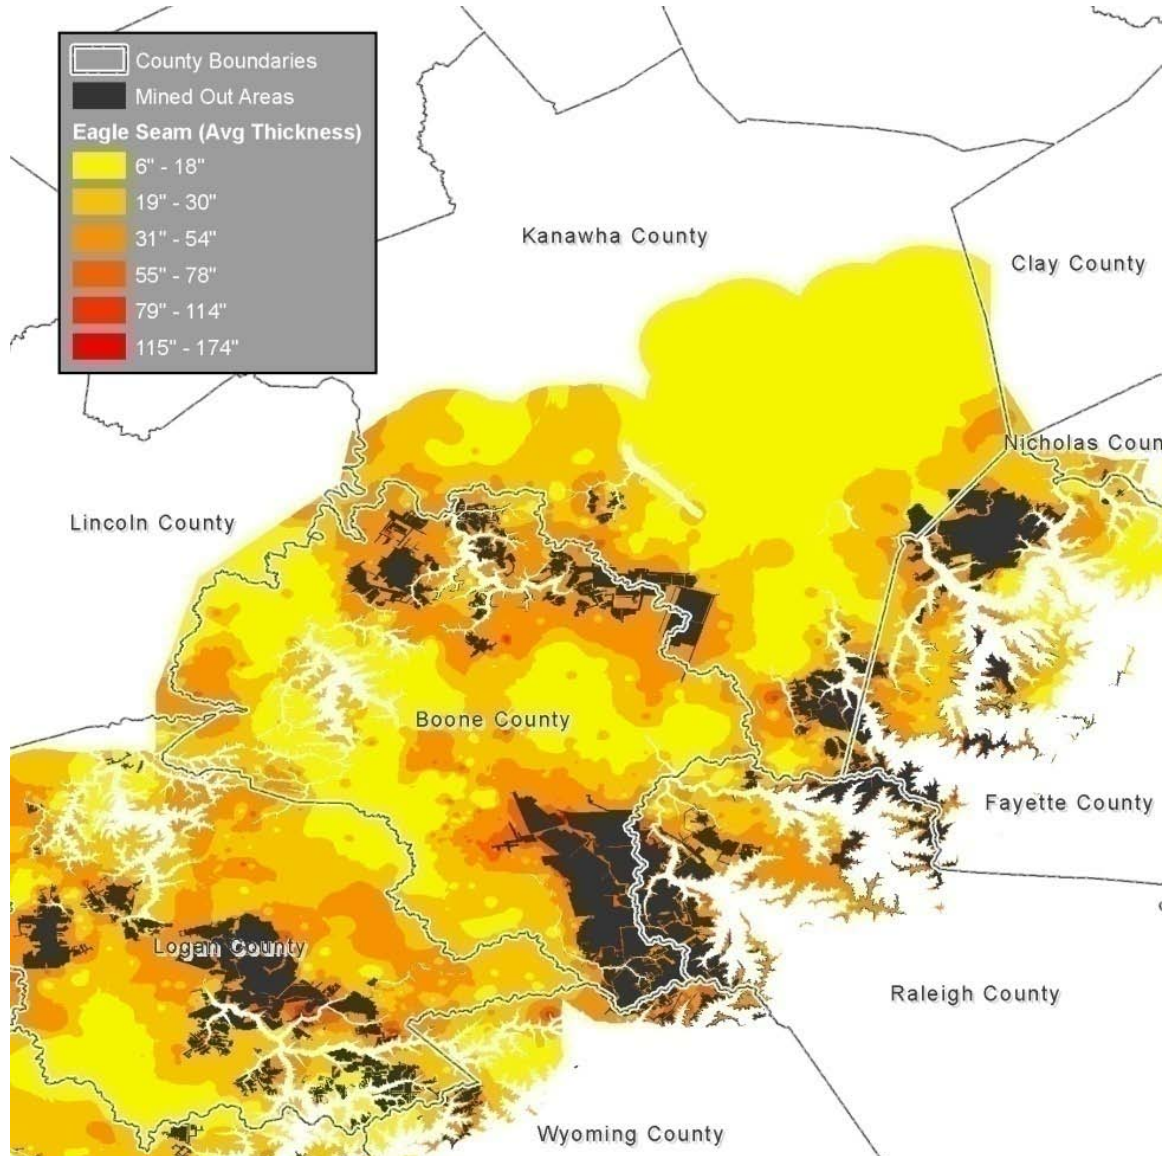 County Boundaries
Mined Out Areas
Eagle Seam (Avg Thickness)
6" - 18"
19" - 30"
31" - 54"
55" - 78"
79" - 114"
115" - 174"
Kanawha County
Clay County
Nicholas Coun
Lincoln County
Boone County
Fayette County
Logan County
Raleigh County
Wyoming County